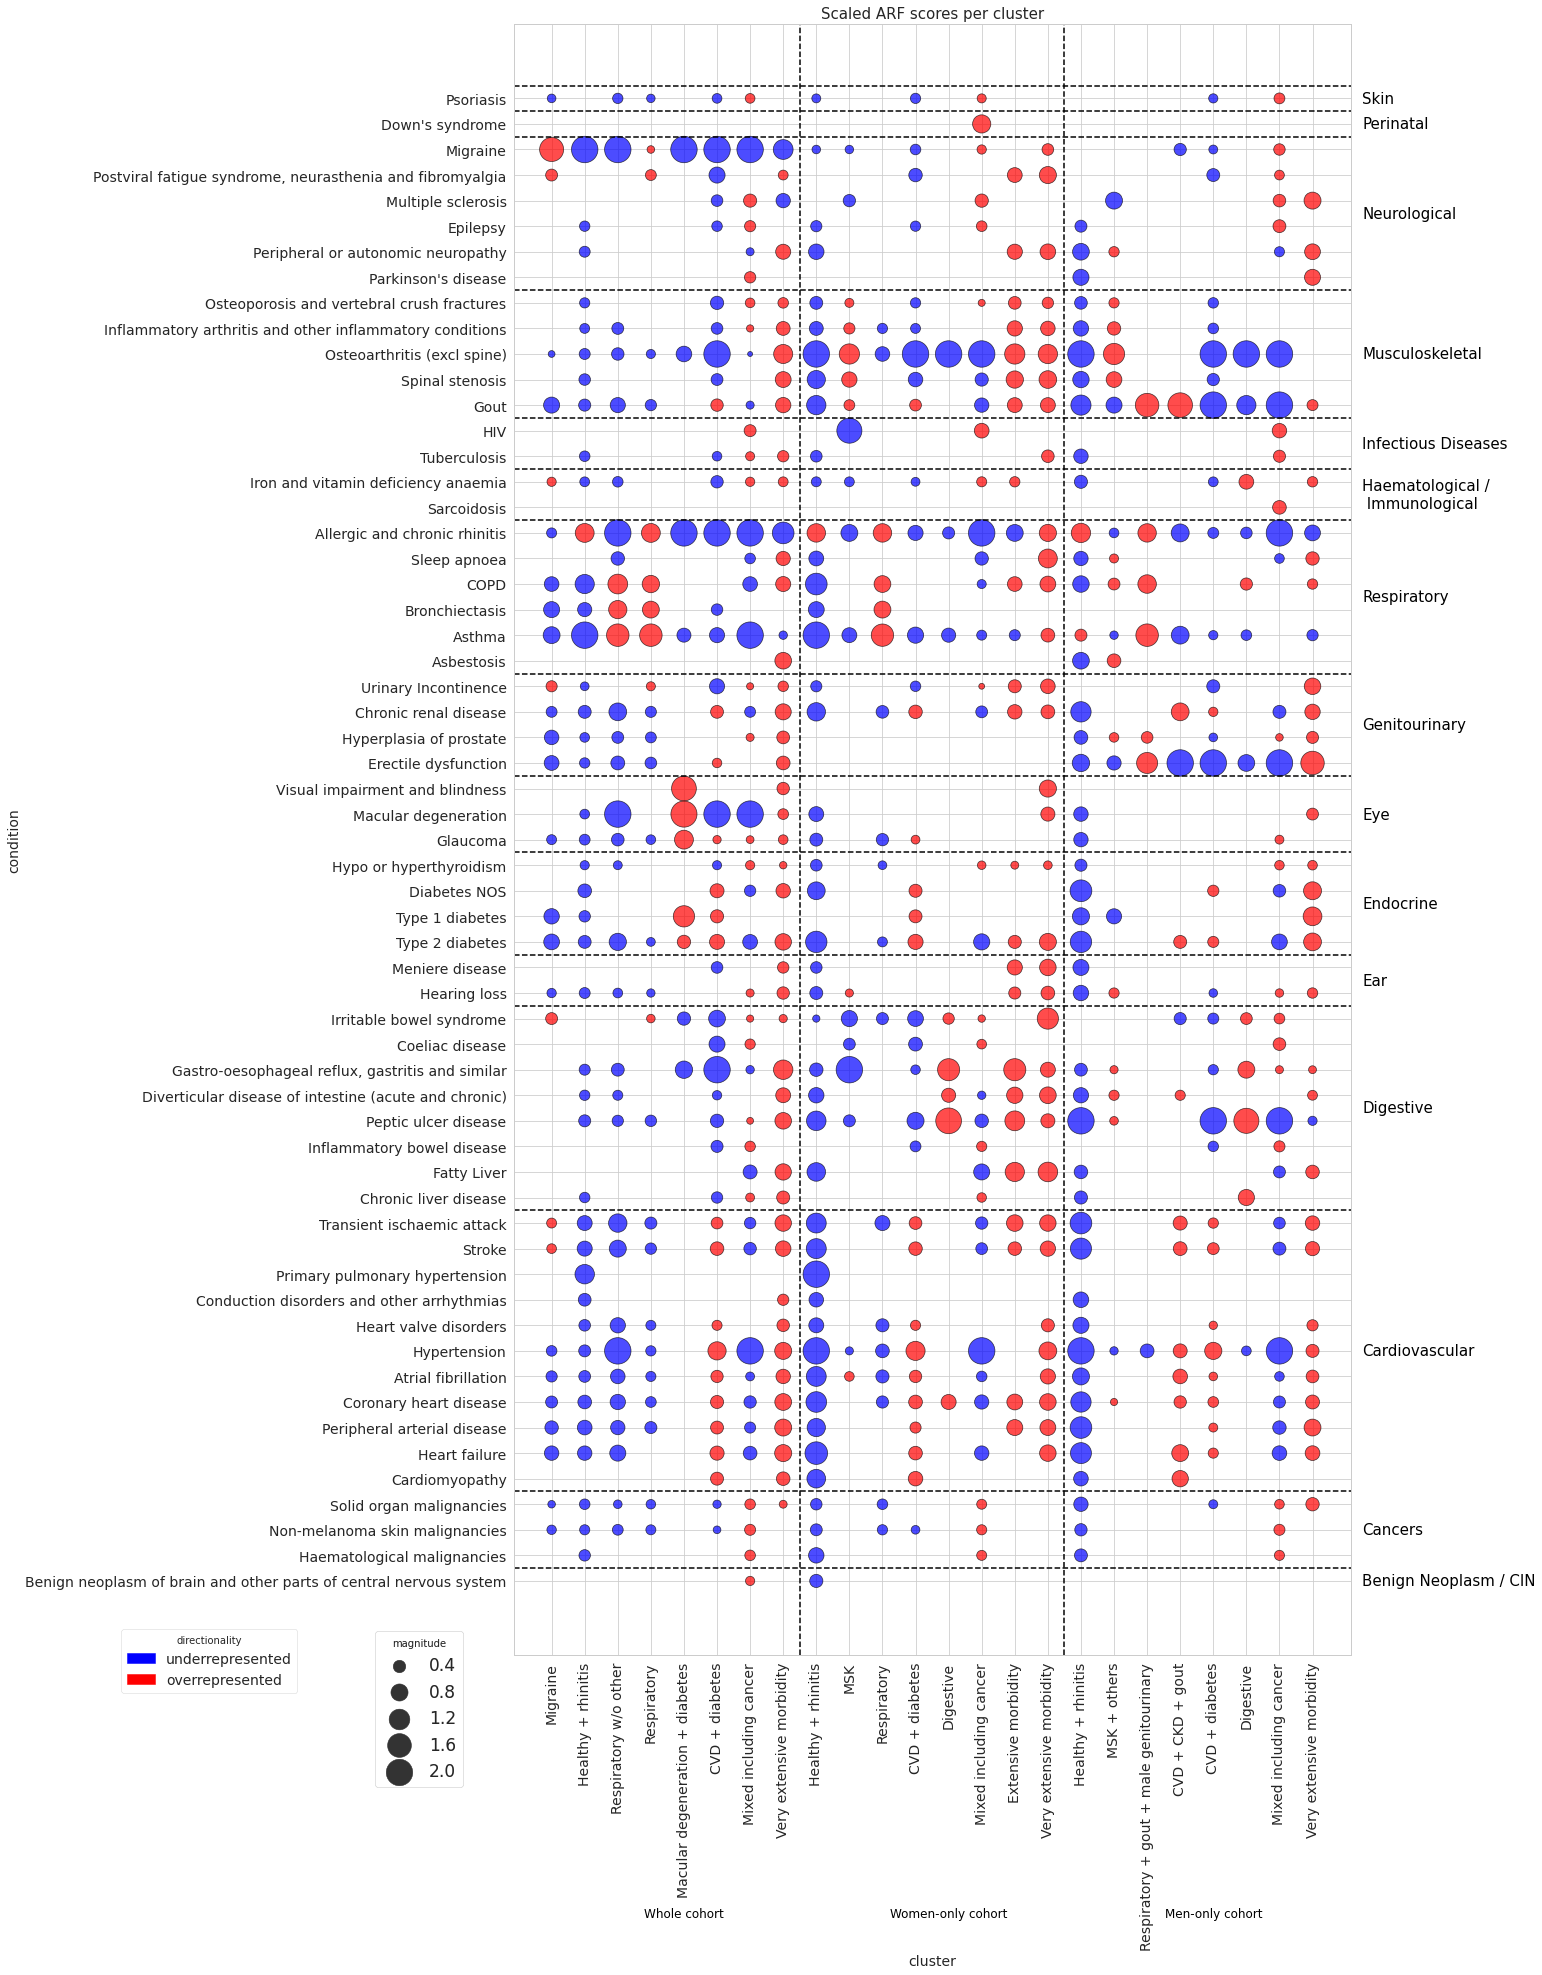 Scaled ARF scores per cluster
Psoriasis
Down's syndrome
Migraine
Postviral fatigue syndrome, neurasthenia and fibromyalgia
Multiple sclerosis
Epilepsy
Peripheral or autonomic neuropathy
Parkinson's disease
Osteoporosis and vertebral crush fractures
Inflammatory arthritis and other inflammatory conditions
Osteoarthritis (excl spine)
Spinal stenosis
Gout
HIV
Tuberculosis
Iron and vitamin deficiency anaemia
Sarcoidosis
Allergic and chronic rhinitis
Sleep apnoea
COPD
Bronchiectasis
Asthma
Asbestosis
Urinary Incontinence
Chronic renal disease
Hyperplasia of prostate
Erectile dysfunction
Visual impairment and blindness
Macular degeneration
Glaucoma
Hypo or hyperthyroidism
Diabetes NOS
Type 1 diabetes
Type 2 diabetes
Meniere disease
Hearing loss
Irritable bowel syndrome
Coeliac disease
Gastro-oesophageal reflux, gastritis and similar
Diverticular disease of intestine (acute and chronic)
Peptic ulcer disease
Inflammatory bowel disease
Fatty Liver
Chronic liver disease
Transient ischaemic attack
Stroke
Primary pulmonary hypertension
Conduction disorders and other arrhythmias
Heart valve disorders
Hypertension
Atrial fibrillation
Coronary heart disease
Peripheral arterial disease
Heart failure
Cardiomyopathy
Solid organ malignancies
Non-melanoma skin malignancies
Haematological malignancies
Benign neoplasm of brain and other parts of central nervous system
condition
Skin
Perinatal
Neurological
Musculoskeletal
Infectious Diseases
Haematological /
Immunological
Respiratory
Genitourinary
Eye
Endocrine
Ear
Digestive
Cardiovascular
Cancers
Benign Neoplasm / CIN
directionality
underrepresented
overrepresented
magnitude
0.4
0.8
1.2
1.6
2.0
Migraine
Healthy + rhinitis
Respiratory w/o other
Respiratory
Macular degeneration + diabetes
CVD + diabetes
Mixed including cancer
Very extensive morbidity
Healthy + rhinitis
MSK
Respiratory
CVD + diabetes
Digestive
Mixed including cancer
Extensive morbidity
Very extensive morbidity
Healthy + rhinitis
MSK + others
Respiratory + gout + male genitourinary
CVD + CKD + gout
CVD + diabetes
Digestive
Mixed including cancer
Very extensive morbidity
Whole cohort
Women-only cohort
Men-only cohort
cluster